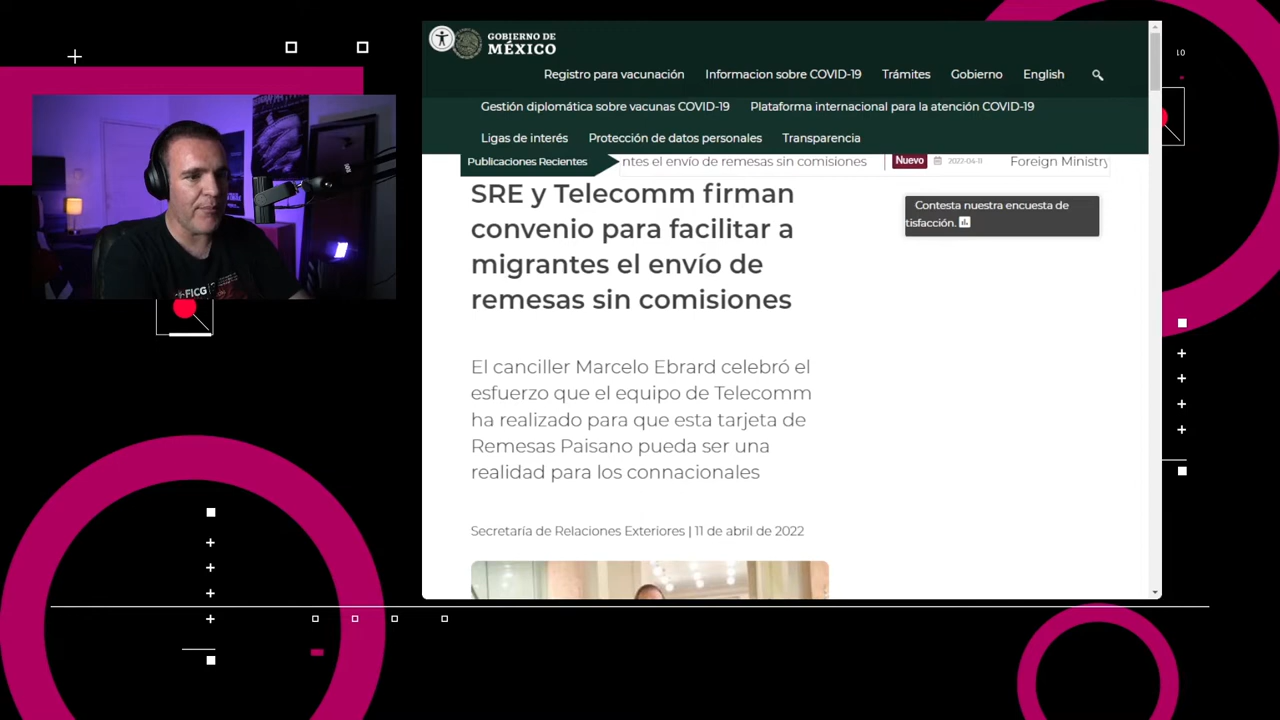 GOBIERNO DE
MÉXICO
Registro para vacunación Informacion sobre COVID-19 Trámites Gobierno English
Gestión diplomática sobre vacunas COVID-19 Plataforma internacional para la atención COVID-19
Ligas de interés Protección de datos personales Transparencia
Publicaciones Recientes ntes el envío de remesas sin comisiones Nuevo 2022-04-11 Foreign Ministry
SRE y Telecomm firman
convenio para facilitar a
migrantes el envío de
remesas sin comisiones
Contesta nuestra encuesta de
tisfacción.
El canciller Marcelo Ebrard celebró el
esfuerzo que el equipo de Telecomm
ha realizado para que esta tarjeta de
Remesas Paisano pueda ser una
realidad para los connacionales
Secretaría de Relaciones Exteriores | 11 de abril de 2022
FICG
10